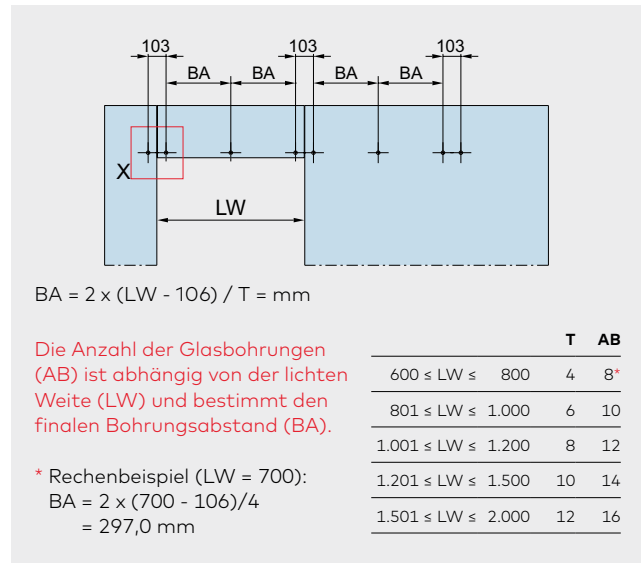 103 103 103
BA BA BA BA
X
LW
BA = 2 x (LW - 106) / T = mm
Die Anzahl der Glasbohrungen
(AB) ist abhängig von der lichten
Weite (LW) und bestimmt den
finalen Bohrungsabstand (BA).
* Rechenbeispiel (LW = 700):
BA = 2 x (700 - 106)/4
= 297,0 mm
T AB
600 ≤ LW ≤ 800 4 8*
801 ≤ LW ≤ 1.000 6 10
1.001 ≤ LW ≤ 1.200 8 12
1.201 ≤ LW ≤ 1.500 10 14
1.501 ≤ LW ≤ 2.000 12 16